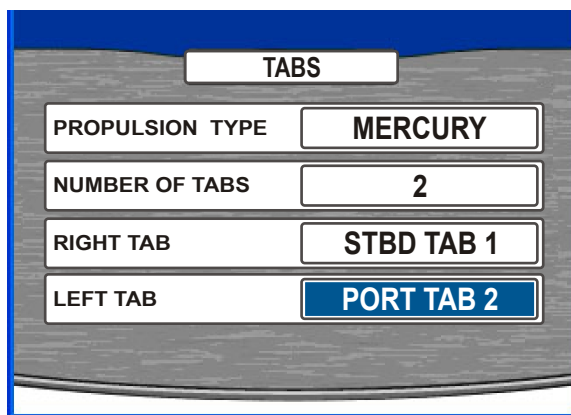 TABS
PROPULSION TYPE MERCURY
NUMBER OF TABS 2
RIGHT TAB STBD TAB 1
LEFT TAB PORT TAB 2